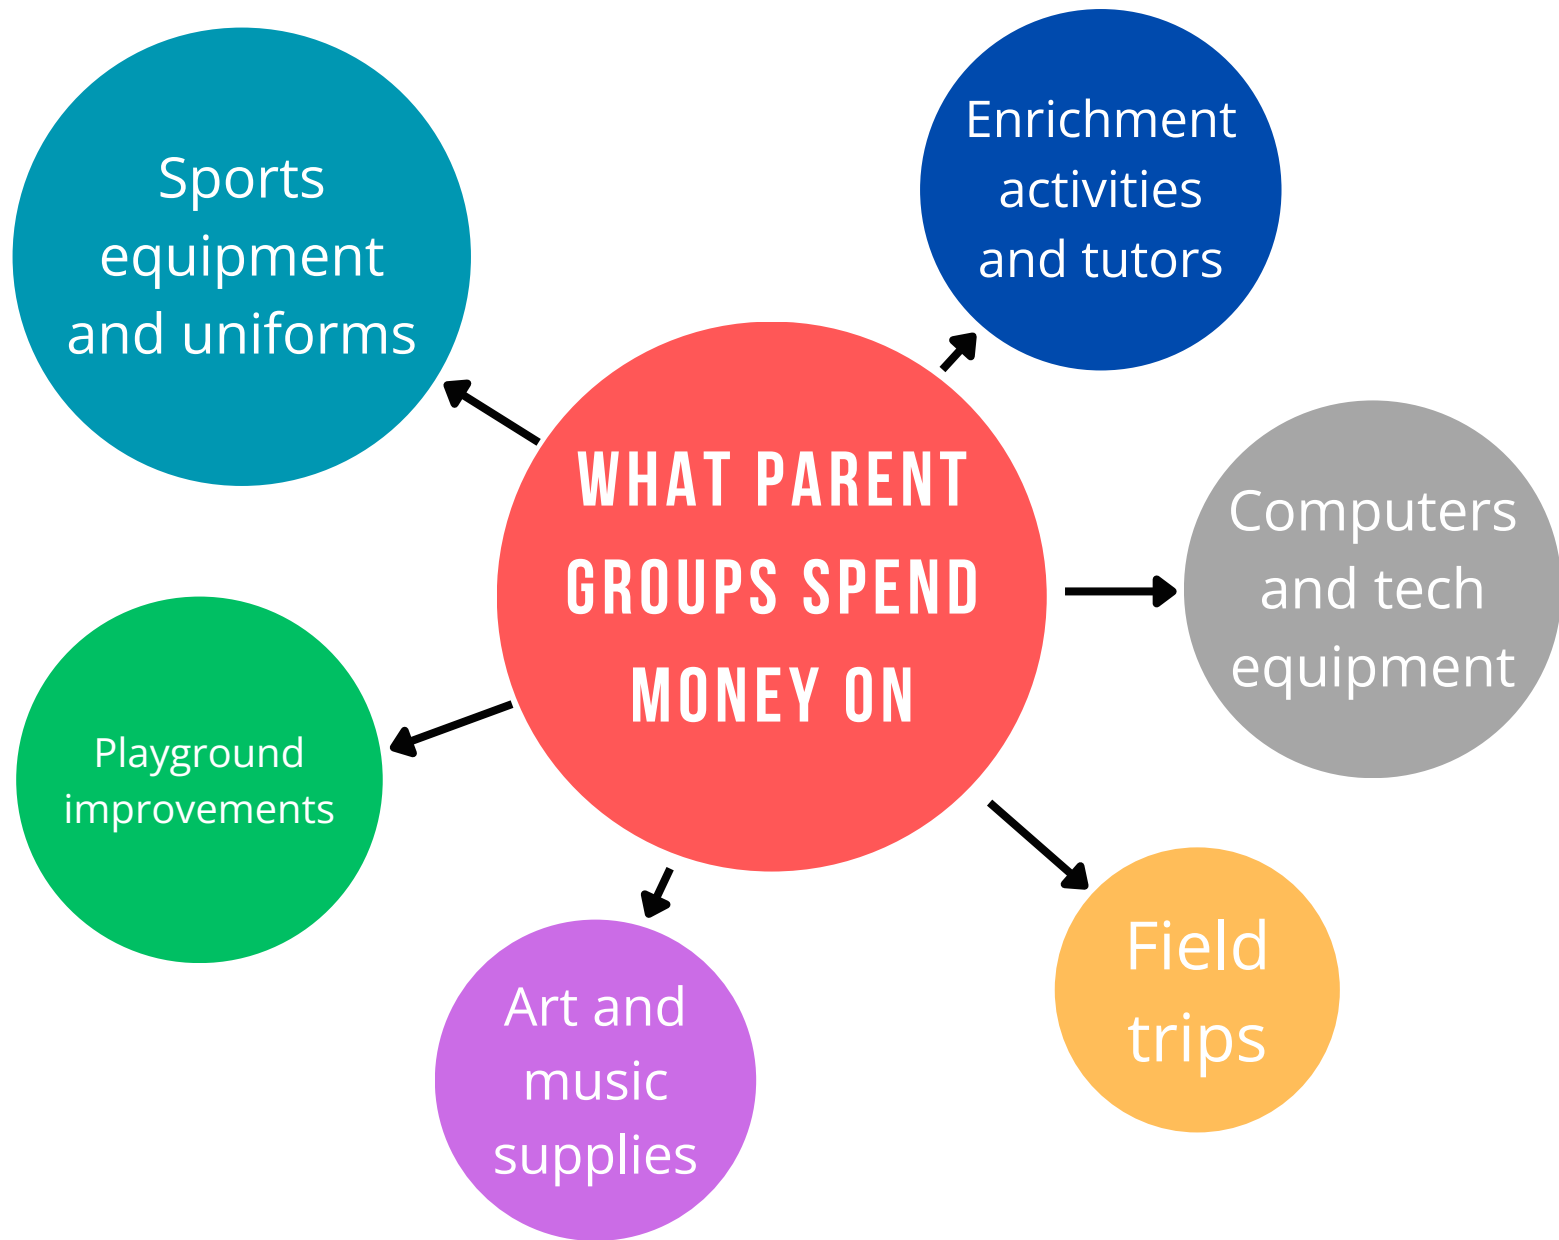 Sports
equipment
and uniforms
Enrichment
activities
and tutors
WHAT PARENT
GROUPS SPEND
MONEY ON
Computers
and tech
equipment
Playground
improvements
Field
trips
Art and
music
supplies